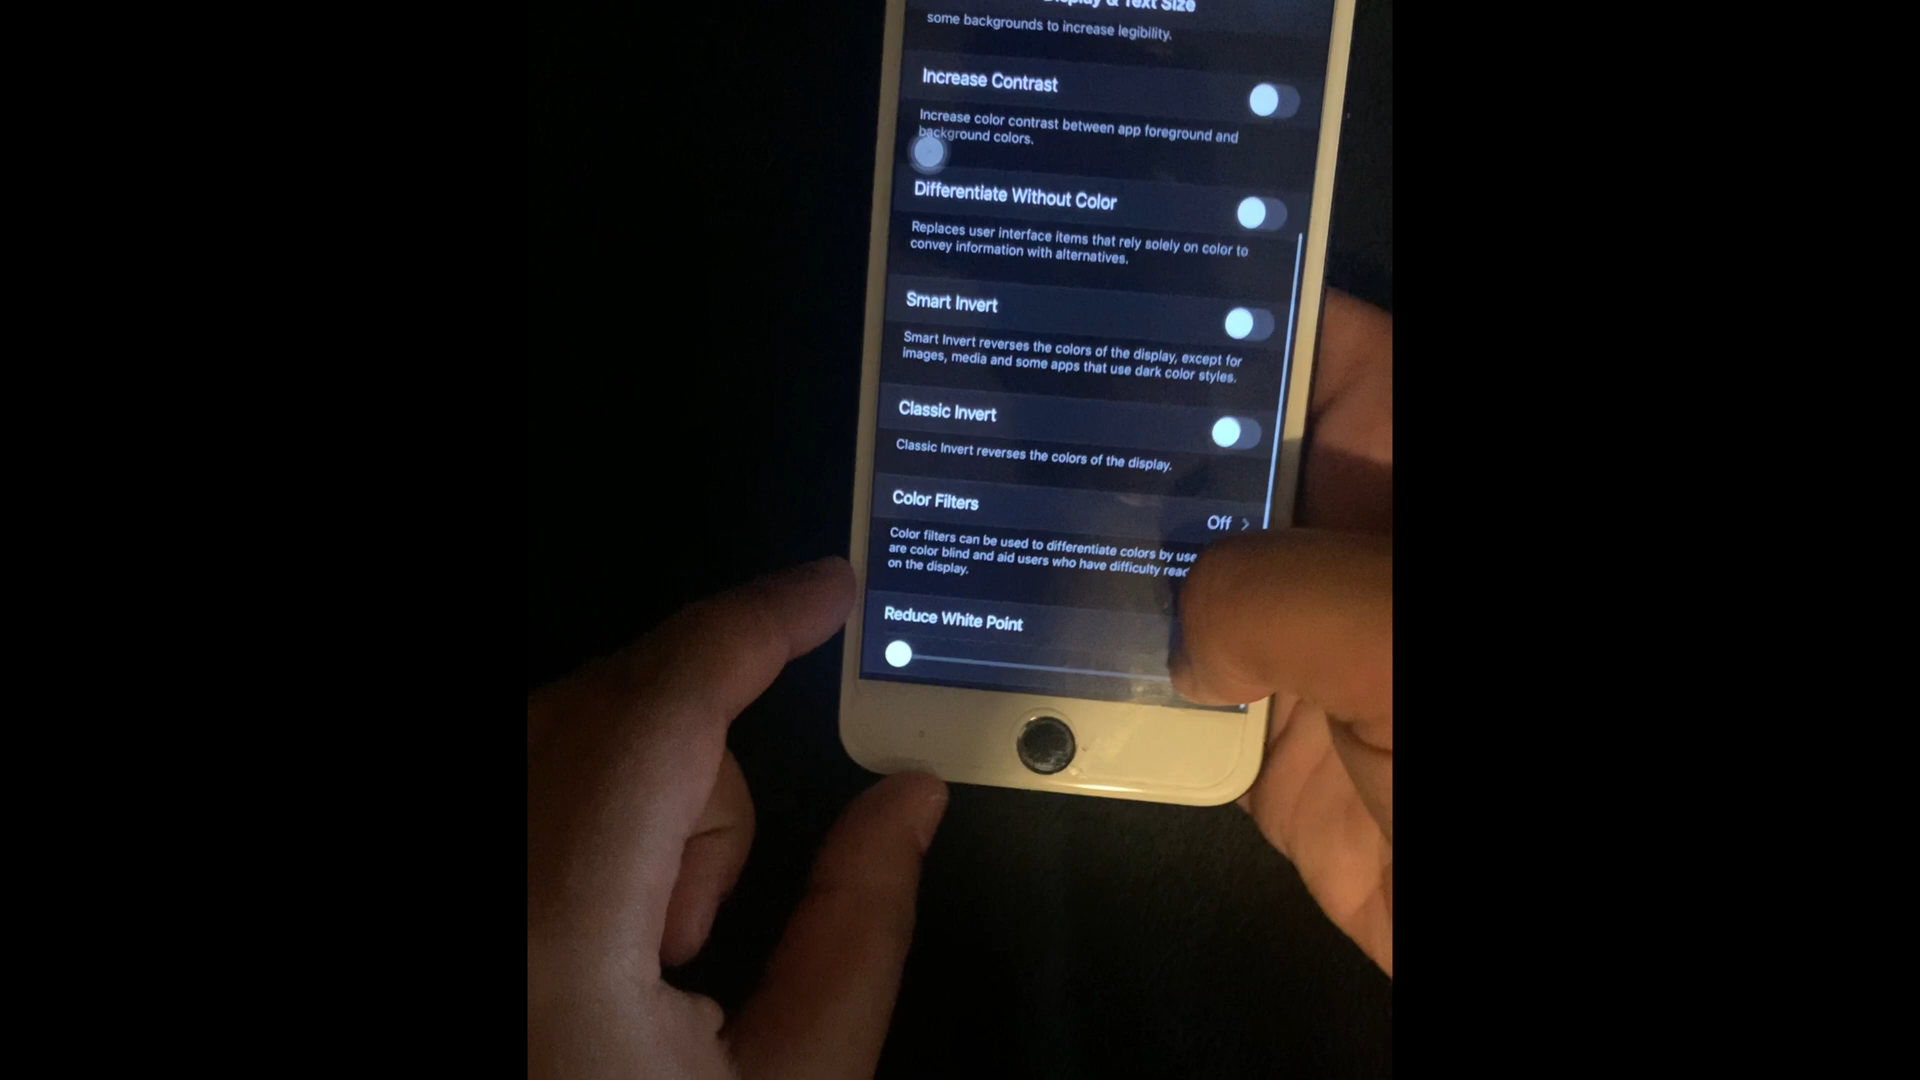 Display & Text Size
some backgrounds to increase legibility.
Increase Contrast
Increase color contrast between app foreground and
background colors.
Differentiate Without Color
Replaces user interface items that rely solely on color to
convey information with alternatives.
Smart Invert
Smart Invert reverses the colors of the display, except for
images, media and some apps that use dark color styles.
Classic Invert
Classic Invert reverses the colors of the display.
Color Filters
Off
Color filters can be used to differentiate colors by use
are color blind and aid users who have difficulty read
on the display.
Reduce White Point